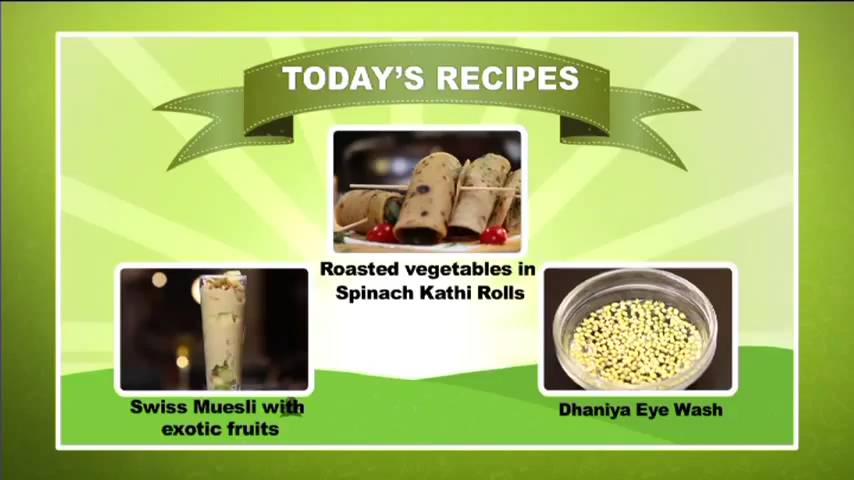 TODAY'S RECIPES
Roasted vegetables in
Spinach Kathi Rolls
Swiss Muesli with
exotic fruits
Dhaniya Eye Wash